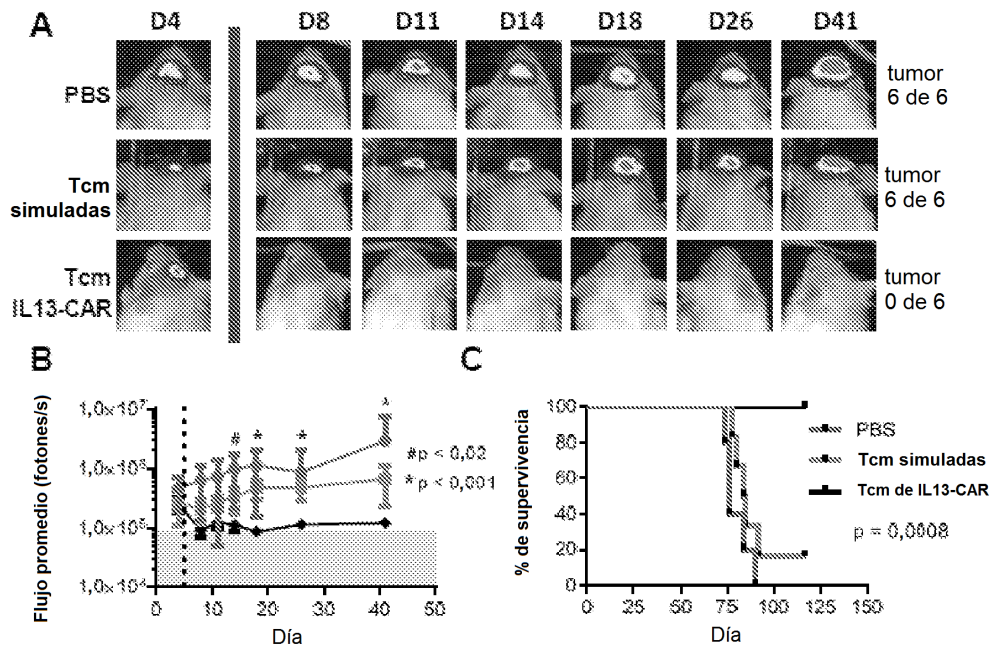 A
D4 D8 D11 D14 D18 D26 D41
PBS
tumor
6 de 6
Tcm
simuladas
tumor
6 de 6
Tcm
IL13-CAR
tumor
0 de 6
B
Flujo promedio (fotones/s)
1,0x10⁷
1,0x10⁶
1,0x10⁵
1,0x10⁴
# * * *
#p < 0,02
*p < 0,001
0 10 20 30 40 50
Día
C
% de supervivencia
100
80
60
40
20
0
0 25 50 75 100 125 150
Día
PBS
Tcm simuladas
Tcm de IL13-CAR
p = 0,0008